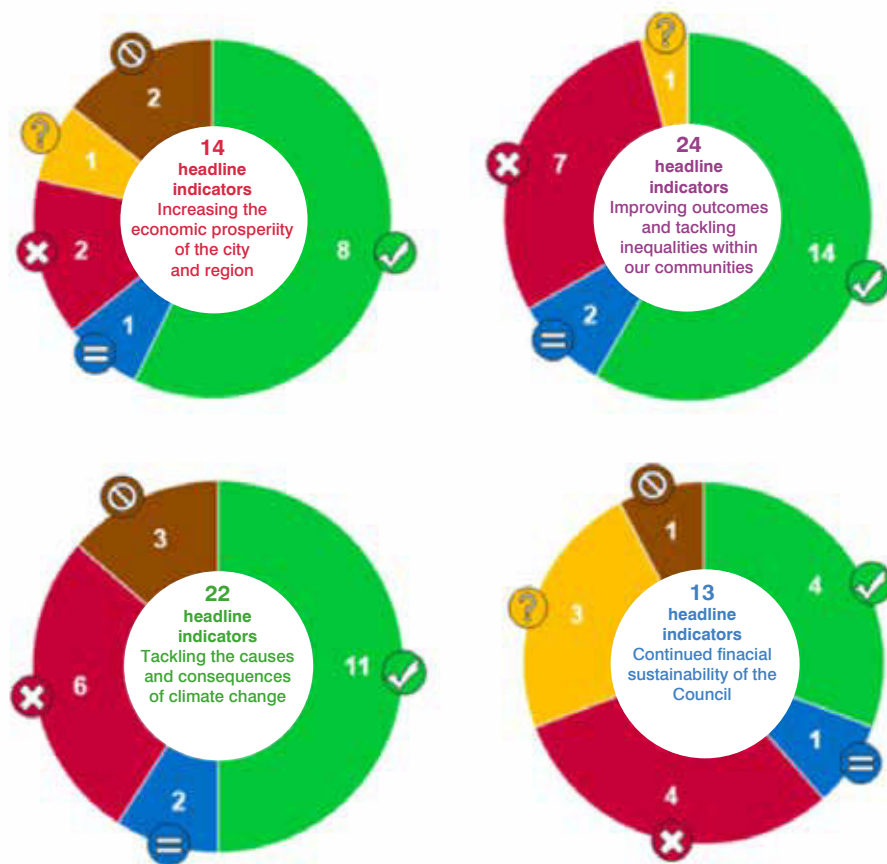 2
1
2
1
8
14
headline
indicators
Increasing the
economic prosperiity
of the city
and region
1
7
2
14
24
headline
indicators
Improving outcomes
and tackling
inequalities within
our communities
3
6
2
11
22
headline
indicators
Tackling the causes
and consequences
of climate change
1
3
4
1
4
13
headline
indicators
Continued finacial
sustainability of the
Council